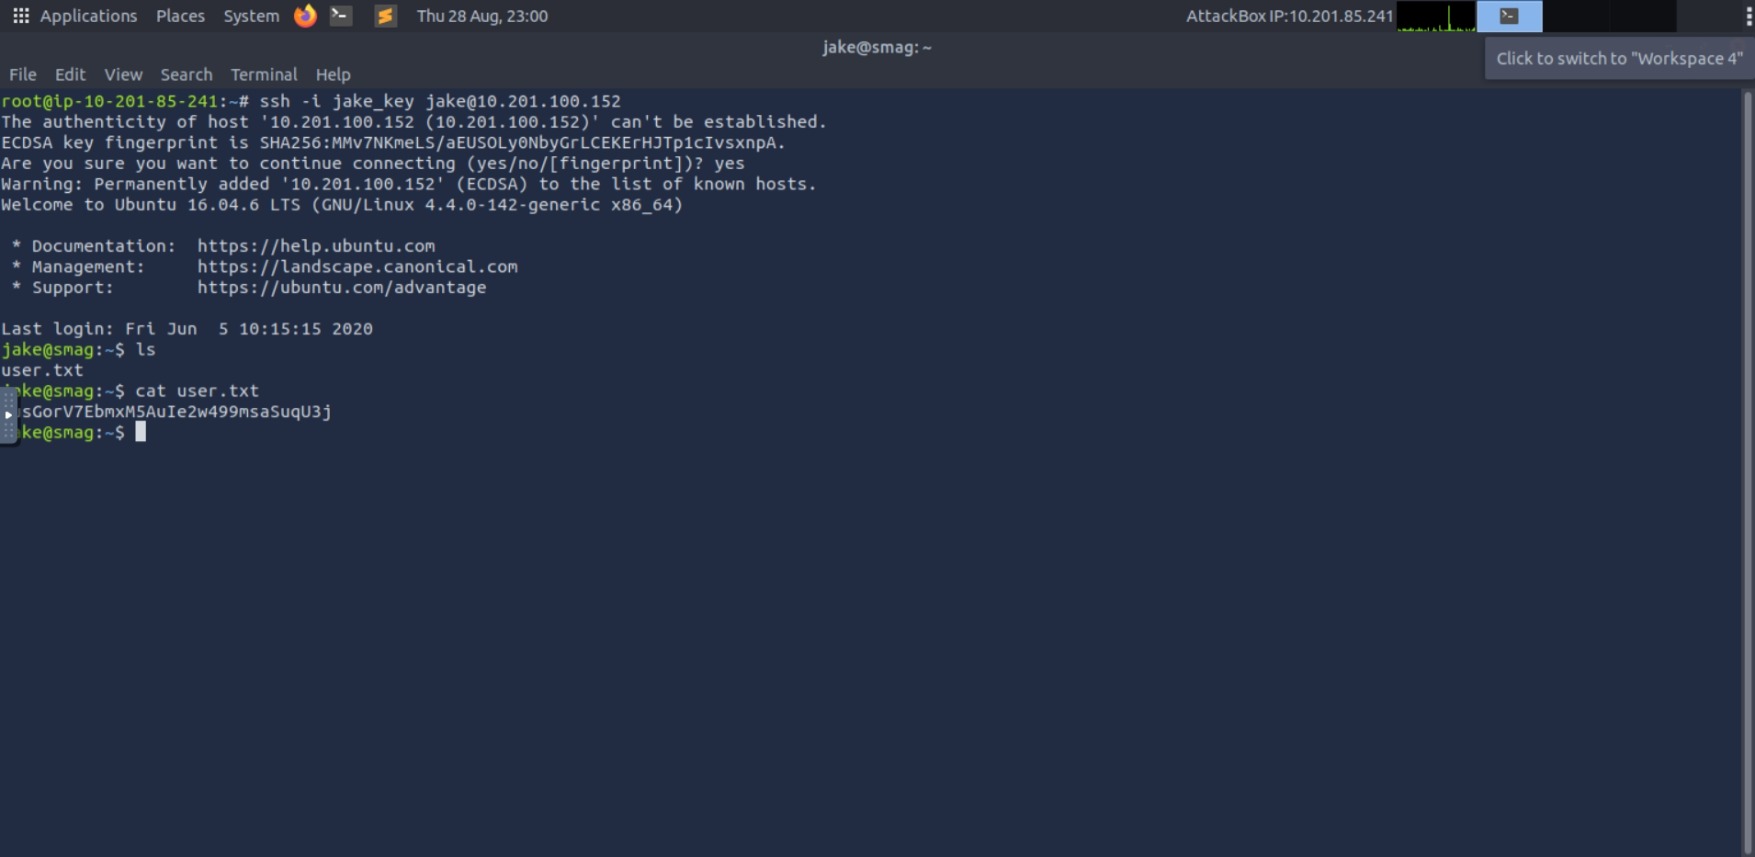 Applications Places System Thu 28 Aug, 23:00 AttackBox IP:10.201.85.241
jake@smag: ~
Click to switch to "Workspace 4"
File Edit View Search Terminal Help
root@ip-10-201-85-241:~# ssh -i jake_key jake@10.201.100.152
The authenticity of host '10.201.100.152 (10.201.100.152)' can't be established.
ECDSA key fingerprint is SHA256:MMv7NKmeLS/aEUSOLy0NbyGrLCEKErHJTp1cIvsxnpA.
Are you sure you want to continue connecting (yes/no/[fingerprint])? yes
Warning: Permanently added '10.201.100.152' (ECDSA) to the list of known hosts.
Welcome to Ubuntu 16.04.6 LTS (GNU/Linux 4.4.0-142-generic x86_64)
* Documentation: https://help.ubuntu.com
* Management: https://landscape.canonical.com
* Support: https://ubuntu.com/advantage
Last login: Fri Jun 5 10:15:15 2020
jake@smag:~$ ls
user.txt
ke@smag:~$ cat user.txt
sGorV7EbmxM5AuIe2w499msaSuqU3j
ke@smag:~$